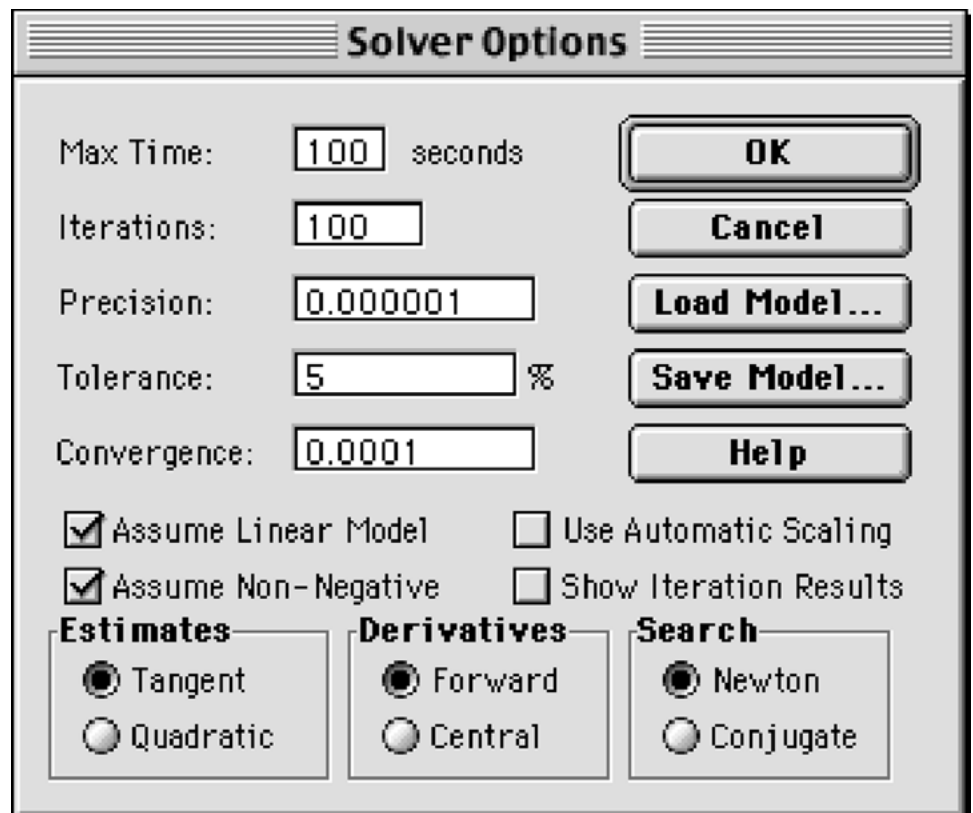 Solver Options
Max Time: 100 seconds OK
Iterations: 100 Cancel
Precision: 0.000001 Load Model...
Tolerance: 5 % Save Model...
Convergence: 0.0001 Help
Assume Linear Model Use Automatic Scaling
Assume Non-Negative Show Iteration Results
Estimates Derivatives Search
Tangent Forward Newton
Quadratic Central Conjugate